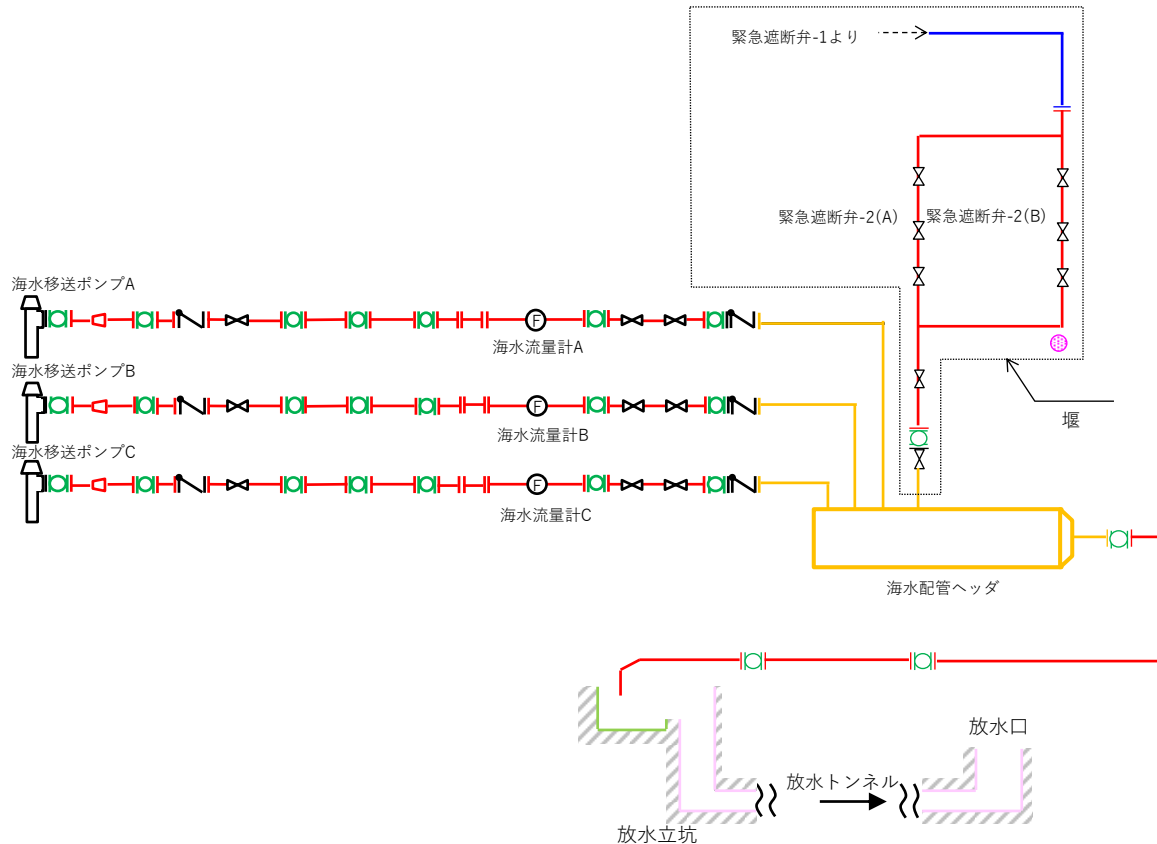 緊急遮断弁-1より
緊急遮断弁-2(A)
緊急遮断弁-2(B)
海水移送ポンプA
F
海水流量計A
海水移送ポンプB
F
海水流量計B
堰
海水移送ポンプC
F
海水流量計C
海水配管ヘッダ
放水口
放水トンネル
放水立坑